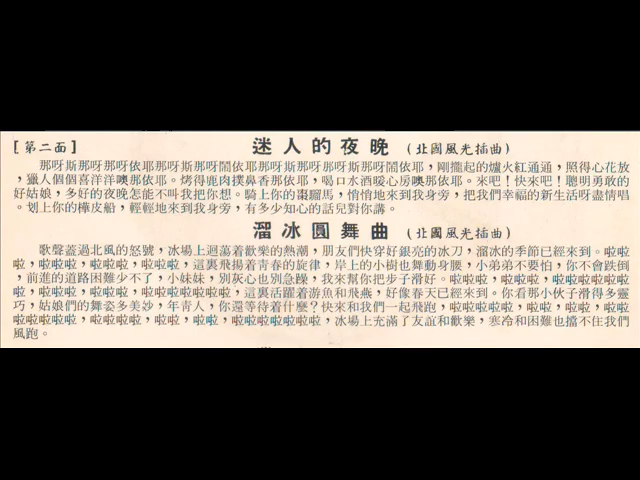 [第二面] 迷人的夜晚 (北國風光插曲)
那呀斯那呀那呀依耶那呀斯那呀鬧依耶那呀斯那呀那呀斯那呀鬧依耶,剛攏起的爐火紅通通,照得心花放
,獵人個個喜洋洋噢那依耶。烤得鹿肉撲鼻香那依耶,喝口水酒暖心房噢那依耶。來吧!快來吧!聰明勇敢的
好姑娘,多好的夜晚怎能不叫我把你想。騎上你的棗騮馬,悄悄地來到我身旁,把我們幸福的新生活呀盡情唱
。划上你的樺皮船,輕輕地來到我身旁,有多少知心的話兒對你講。
溜冰圓舞曲 (北國風光插曲)
歌聲蓋過北風的怒號,冰場上迴蕩着歡樂的熱潮,朋友們快穿好銀亮的冰刀,溜冰的季節已經來到。啦啦
啦,啦啦啦啦,啦啦啦,啦啦啦,這裏飛揚着青春的旋律,岸上的小樹也舞動身腰,小弟弟不要怕,你不會跌倒
,前進的道路困難少不了,小妹妹,別灰心也別急躁,我來幫你把步子滑好。啦啦啦,啦啦啦,啦啦啦啦啦啦
啦,啦啦啦啦,啦啦啦,啦啦啦啦啦啦,這裏活躍着游魚和飛燕,好像春天已經來到。你看那小伙子滑得多靈
巧,姑娘們的舞姿多美妙,年青人,你還等待着什麽?快來和我們一起飛跑,啦啦啦,啦啦啦,啦啦啦啦啦
啦啦啦啦啦,啦啦,啦啦啦,啦啦,啦啦啦啦啦啦啦,冰場上充滿了友誼和歡樂,寒冷和困難也擋不住我們
風跑。